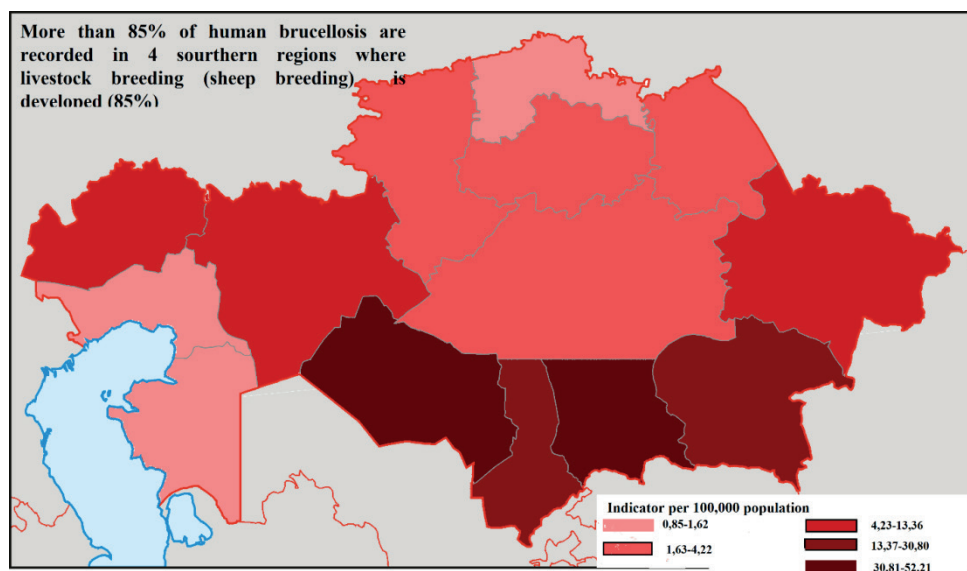 More than 85% of human brucellosis are
recorded in 4 sourthern regions where
livestock breeding (sheep breeding) is
developed (85%)
Indicator per 100,000 population
0,85-1,62
1,63-4,22
4,23-13,36
13,37-30,80
30,81-52,21